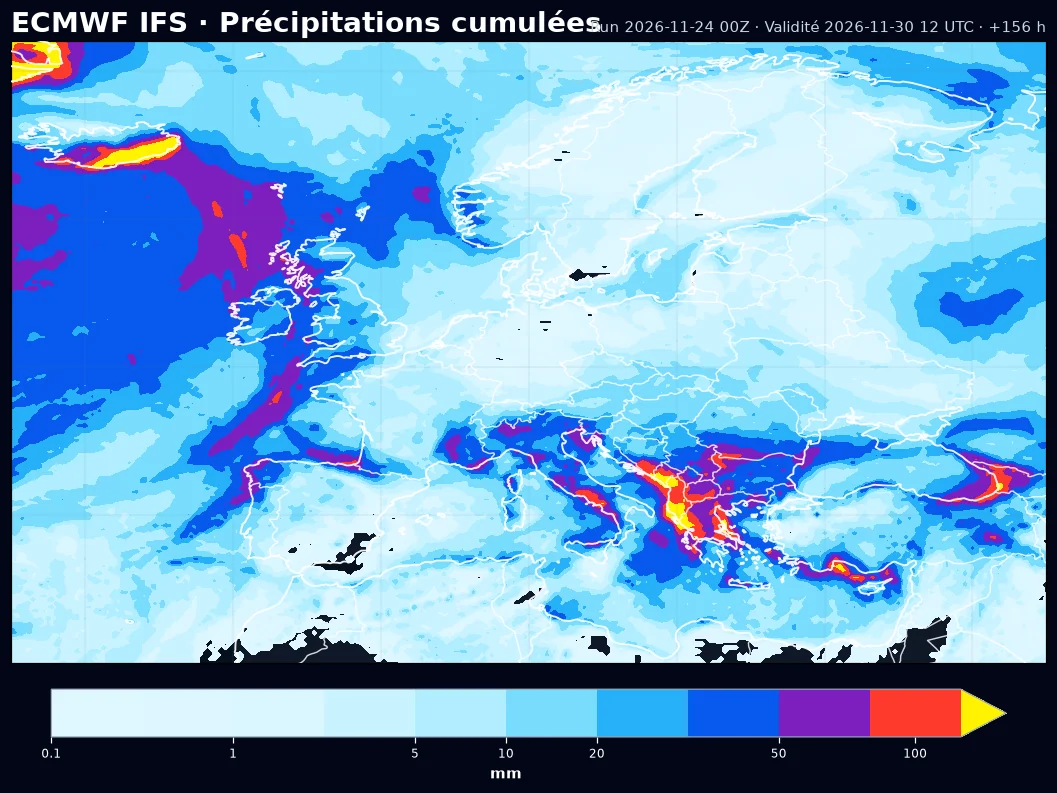 ECMWF IFS · Précipitations cumulées
Run 2026-11-24 00Z · Validité 2026-11-30 12 UTC · +156 h
0.1 1 5 10 20 50 100
mm